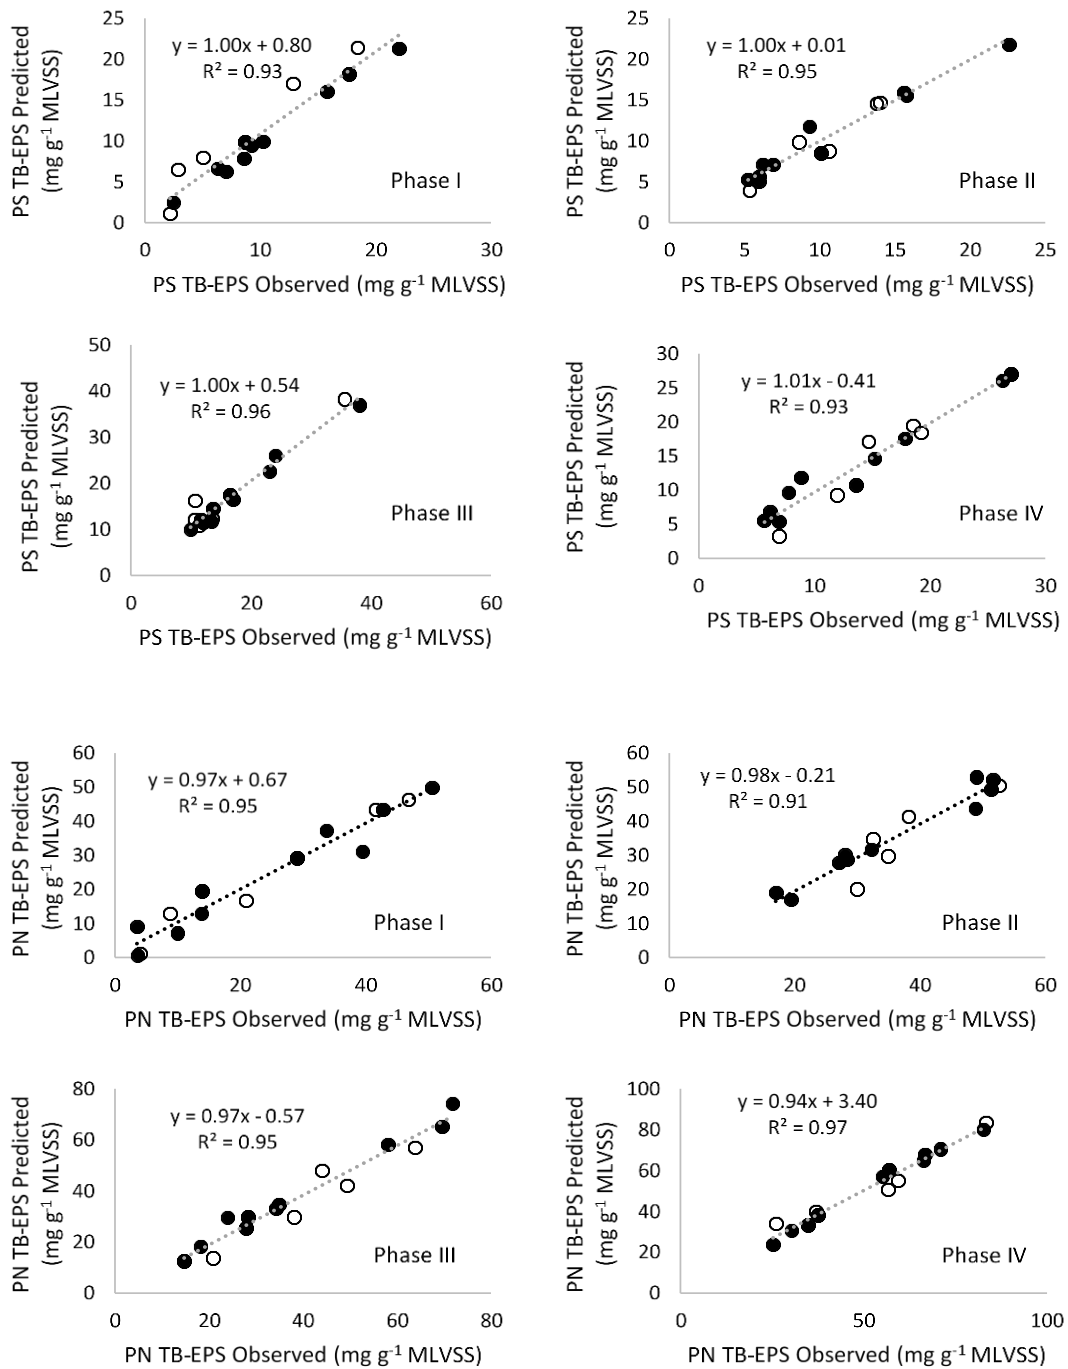 PS TB-EPS Predicted
(mg g⁻¹ MLVSS)
25
20
15
10
5
0
y = 1.00x + 0.80
R² = 0.93
Phase I
0 10 20 30
PS TB-EPS Observed (mg g⁻¹ MLVSS)
PS TB-EPS Predicted
(mg g⁻¹ MLVSS)
25
20
15
10
5
0
y = 1.00x + 0.01
R² = 0.95
Phase II
0 5 10 15 20 25
PS TB-EPS Observed (mg g⁻¹ MLVSS)
PS TB-EPS Predicted
(mg g⁻¹ MLVSS)
50
40
30
20
10
0
y = 1.00x + 0.54
R² = 0.96
Phase III
0 20 40 60
PS TB-EPS Observed (mg g⁻¹ MLVSS)
PS TB-EPS Predicted
(mg g⁻¹ MLVSS)
30
25
20
15
10
5
0
y = 1.01x - 0.41
R² = 0.93
Phase IV
0 10 20 30
PS TB-EPS Observed (mg g⁻¹ MLVSS)
PN TB-EPS Predicted
(mg g⁻¹ MLVSS)
60
50
40
30
20
10
0
y = 0.97x + 0.67
R² = 0.95
Phase I
0 20 40 60
PN TB-EPS Observed (mg g⁻¹ MLVSS)
PN TB-EPS Predicted
(mg g⁻¹ MLVSS)
60
50
40
30
20
10
0
y = 0.98x - 0.21
R² = 0.91
Phase II
0 20 40 60
PN TB-EPS Observed (mg g⁻¹ MLVSS)
PN TB-EPS Predicted
(mg g⁻¹ MLVSS)
80
60
40
20
0
y = 0.97x - 0.57
R² = 0.95
Phase III
0 20 40 60 80
PN TB-EPS Observed (mg g⁻¹ MLVSS)
PN TB-EPS Predicted
(mg g⁻¹ MLVSS)
100
80
60
40
20
0
y = 0.94x + 3.40
R² = 0.97
Phase IV
0 50 100
PN TB-EPS Observed (mg g⁻¹ MLVSS)